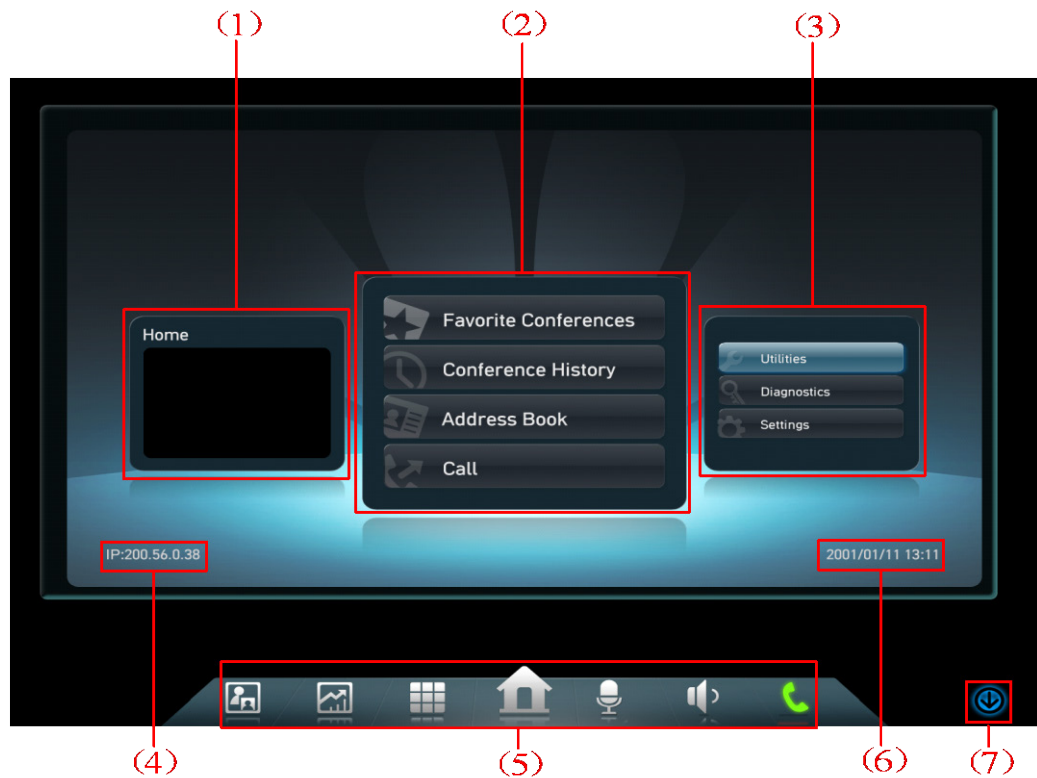 (1)
(2)
(3)
Home
Favorite Conferences
Conference History
Address Book
Call
Utilities
Diagnostics
Settings
IP:200.56.0.38
2001/01/11 13:11
(4)
(5)
(6)
(7)